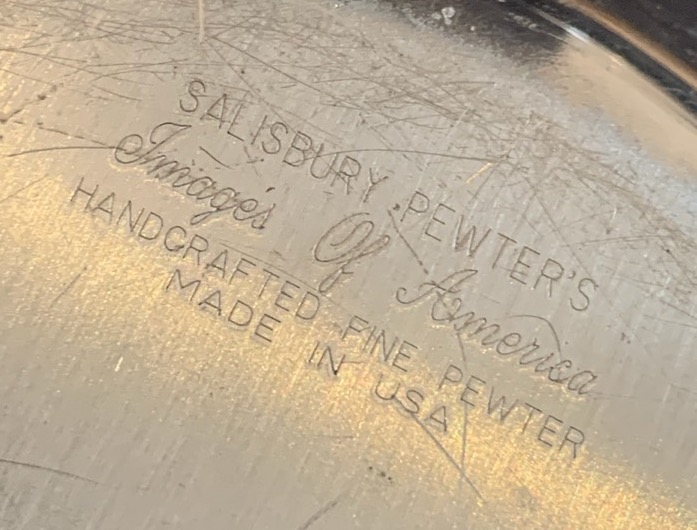 SALISBURY PEWTER'S
Images Of America
HANDCRAFTED FINE PEWTER
MADE IN USA